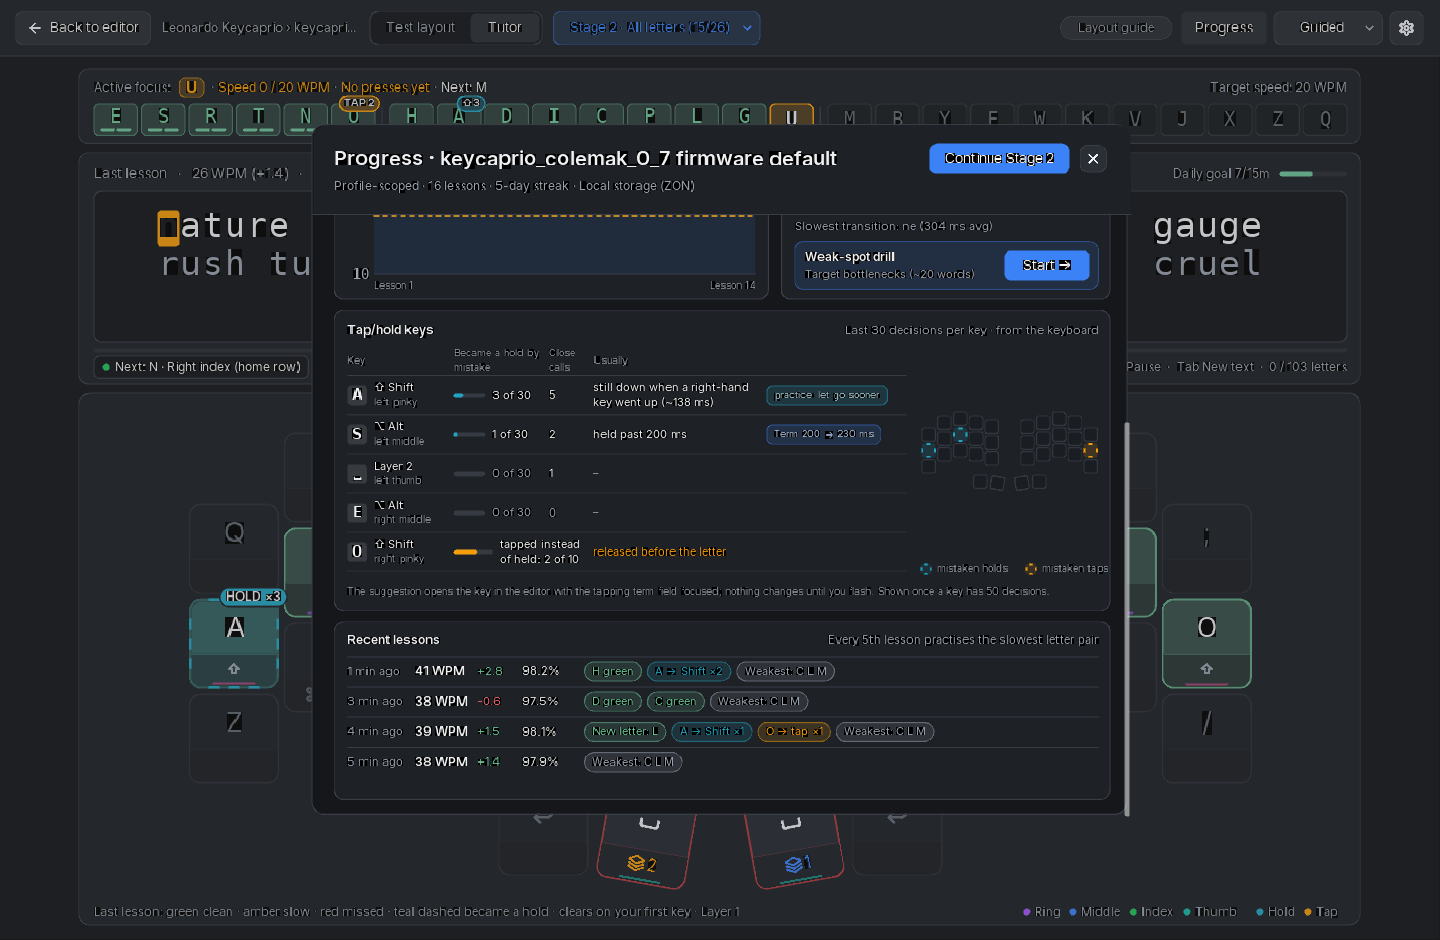 Back to editor
Leonardo Keycaprio › keycapri...
Test layout
Tutor
Stage 2 · All letters (15/26)
Layout guide
Progress
Guided
Active focus: U · Speed 0 / 20 WPM · No presses yet · Next: M
Target speed: 20 WPM
TAP 2
⇧3
E S R T N O H A D I C P L G U M B Y F W K V J X Z Q
Last lesson · 26 WPM (+1.4) ·
Daily goal 7/15m
nature
gauge
rush tu
cruel
Next: N · Right index (home row)
Pause · Tab New text · 0 / 103 letters
Progress · keycaprio_colemak_0_7 firmware default
Profile-scoped · 16 lessons · 5-day streak · Local storage (ZON)
Continue Stage 2
10
Lesson 1
Lesson 14
Slowest transition: ne (304 ms avg)
Weak-spot drill
Target bottlenecks (~20 words)
Start →
Tap/hold keys
Last 30 decisions per key · from the keyboard
Key
Became a hold by mistake
Close calls
Usually
A
⇧ Shift
left pinky
3 of 30
5
still down when a right-hand key went up (~138 ms)
practice: let go sooner
S
⌥ Alt
left middle
1 of 30
2
held past 200 ms
Term 200 → 230 ms
Layer 2
left thumb
0 of 30
1
–
E
⌥ Alt
right middle
0 of 30
0
–
O
⇧ Shift
right pinky
tapped instead of held: 2 of 10
released before the letter
mistaken holds
mistaken taps
The suggestion opens the key in the editor with the tapping term field focused; nothing changes until you flash. Shown once a key has 50 decisions.
Recent lessons
Every 5th lesson practises the slowest letter pair
1 min ago 41 WPM +2.8 98.2% H green A → Shift ×2 Weakest: C L M
3 min ago 38 WPM -0.6 97.5% D green C green Weakest: C L M
4 min ago 39 WPM +1.5 98.1% New letter: L A → Shift ×1 O → tap ×1 Weakest: C L M
5 min ago 38 WPM +1.4 97.9% Weakest: C L M
Q
;
HOLD ×3
A
⇧
O
⇧
Z
/
2
1
Last lesson: green clean · amber slow · red missed · teal dashed became a hold · clears on your first key · Layer 1
Ring
Middle
Index
Thumb
Hold
Tap